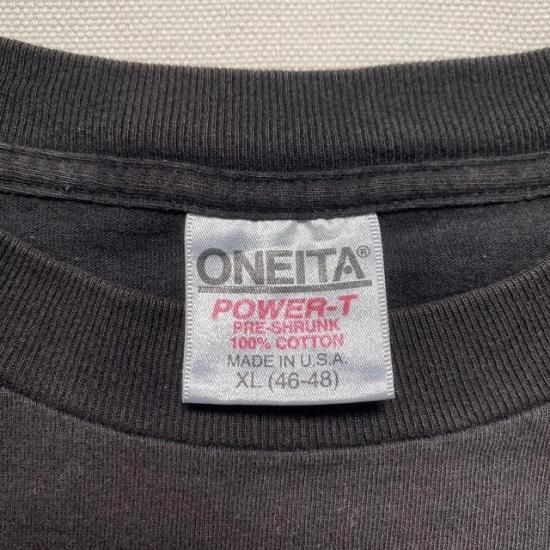 ONEITA®
POWER-T
PRE-SHRUNK
100% COTTON
MADE IN U.S.A.
XL (46-48)